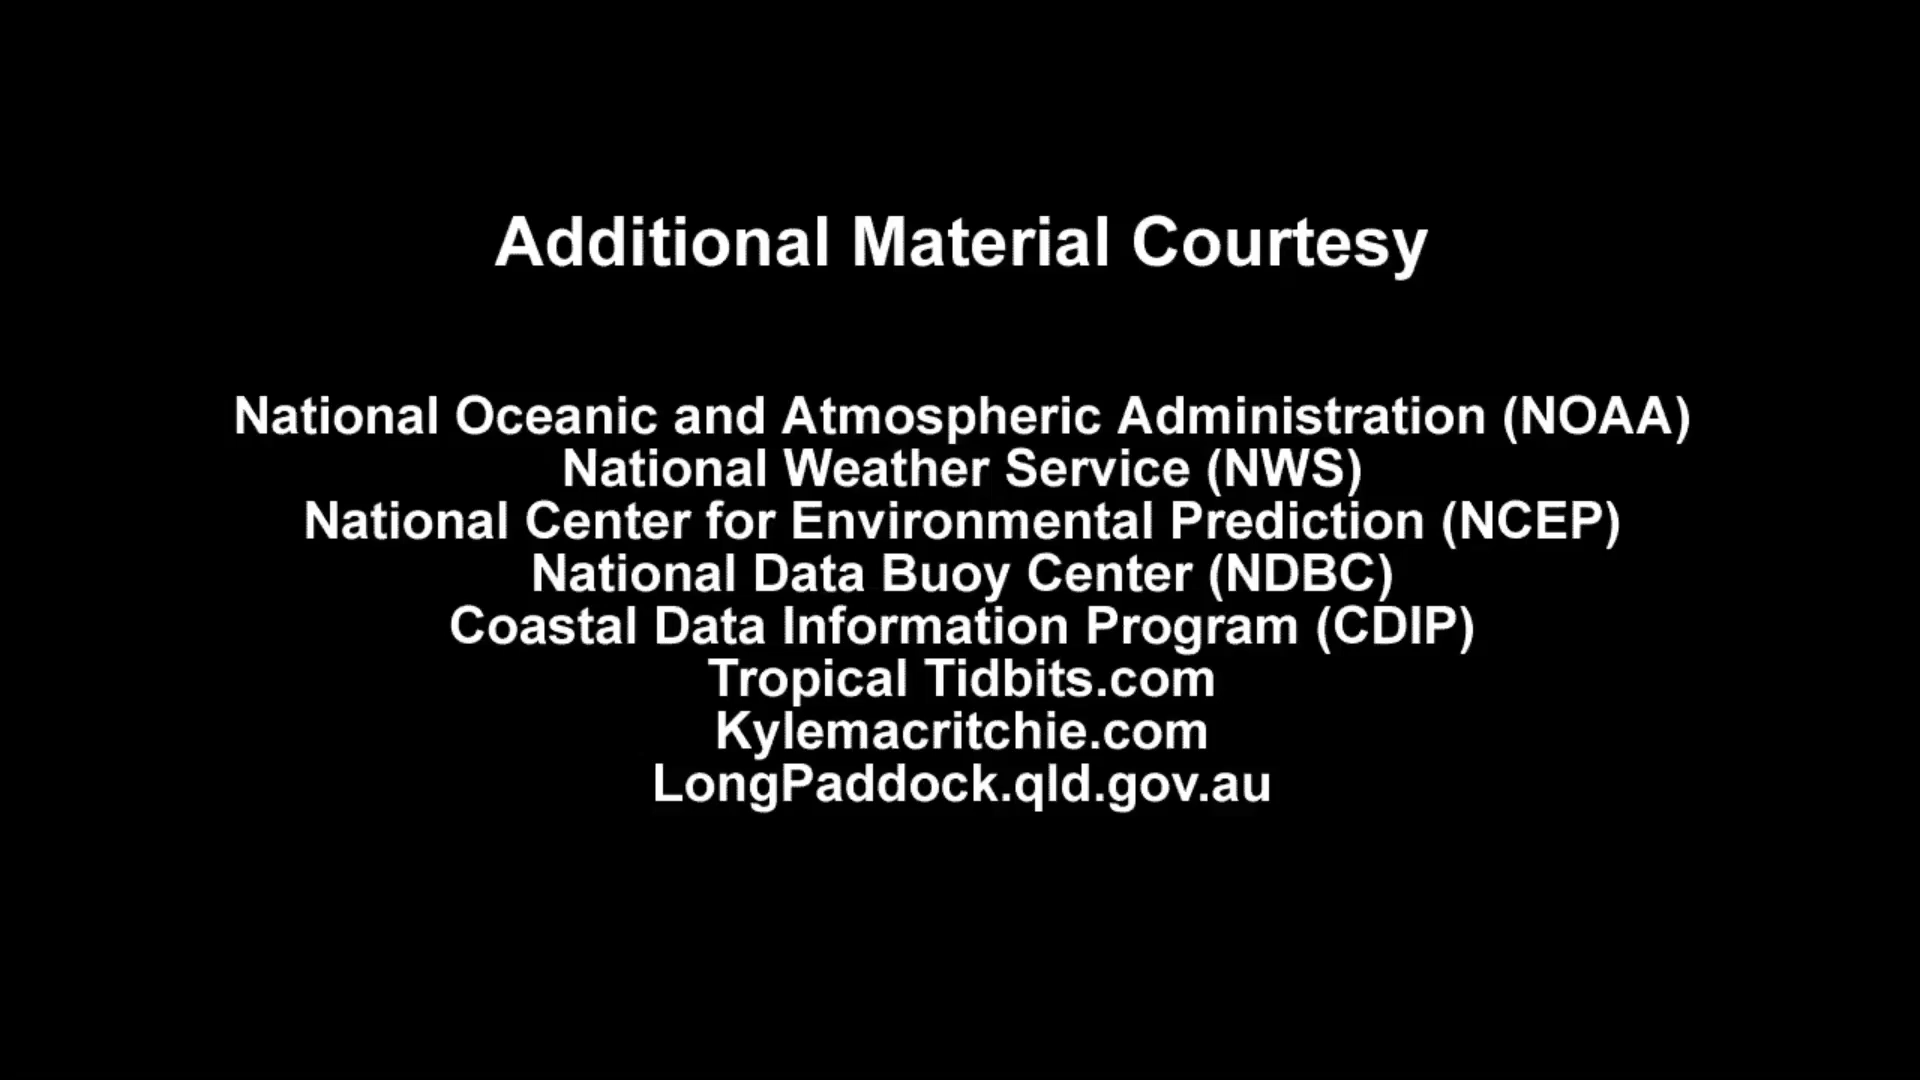 Additional Material Courtesy
National Oceanic and Atmospheric Administration (NOAA)
National Weather Service (NWS)
National Center for Environmental Prediction (NCEP)
National Data Buoy Center (NDBC)
Coastal Data Information Program (CDIP)
Tropical Tidbits.com
Kylemacritchie.com
LongPaddock.qld.gov.au